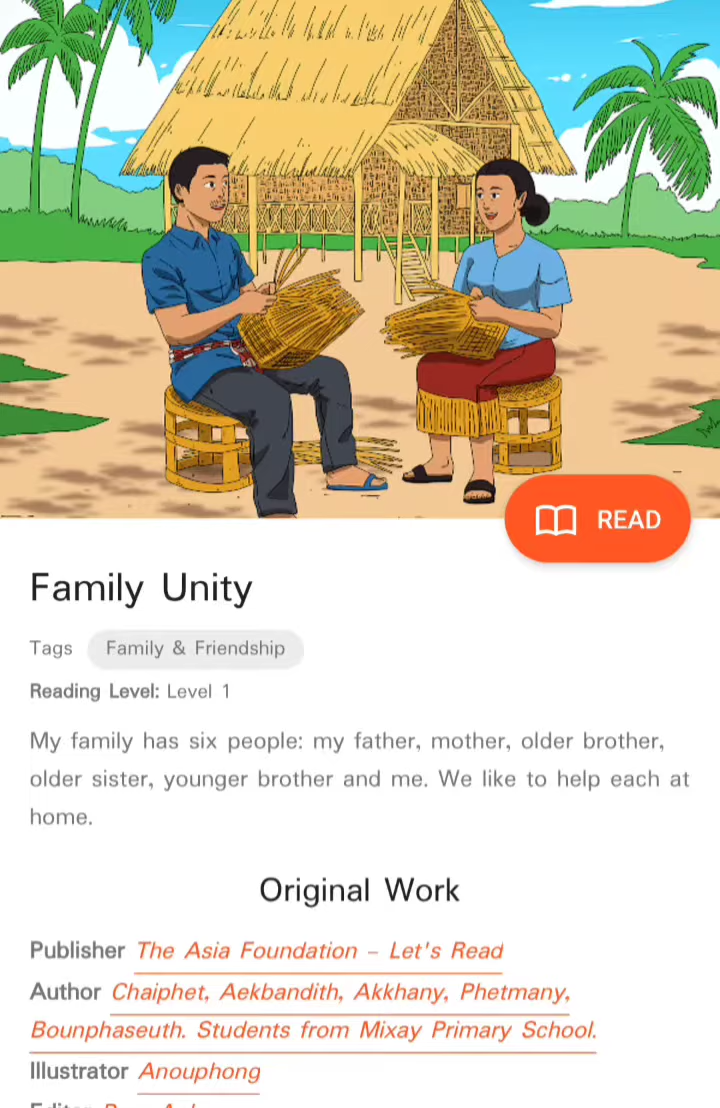 READ
Family Unity
Tags Family & Friendship
Reading Level: Level 1
My family has six people: my father, mother, older brother,
older sister, younger brother and me. We like to help each at
home.
Original Work
Publisher The Asia Foundation – Let's Read
Author Chaiphet, Aekbandith, Akkhany, Phetmany,
Bounphaseuth. Students from Mixay Primary School.
Illustrator Anouphong